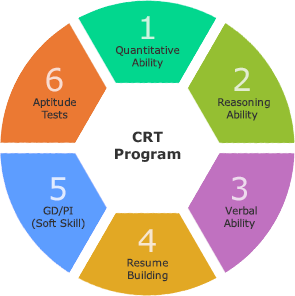 1
Quantitative
Ability
2
Reasoning
Ability
3
Verbal
Ability
4
Resume
Building
5
GD/PI
(Soft Skill)
6
Aptitude
Tests
CRT
Program